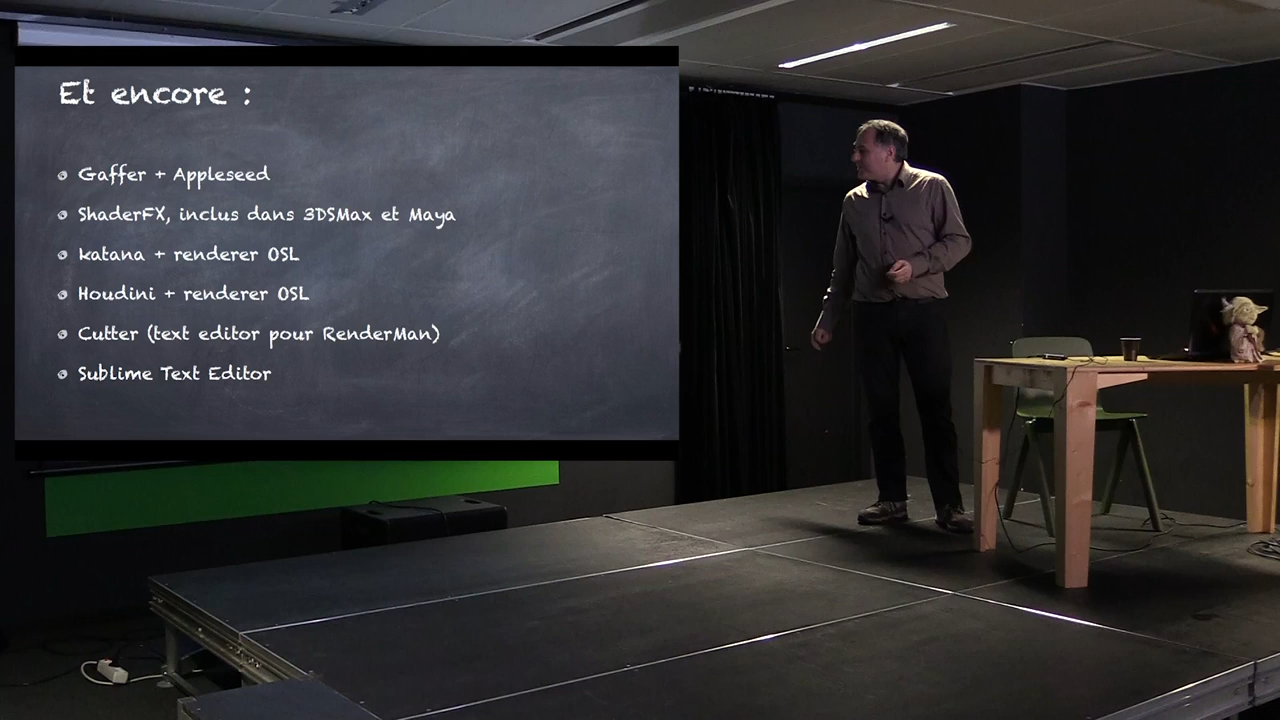 Et encore :
Gaffer + Appleseed
ShaderFX, inclus dans 3DSMax et Maya
katana + renderer OSL
Houdini + renderer OSL
Cutter (text editor pour RenderMan)
Sublime Text Editor